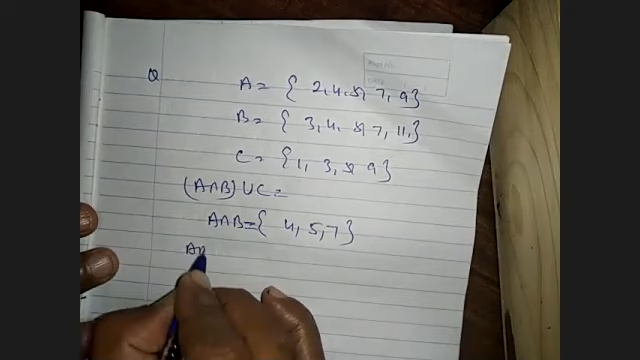 Q A = { 2, 4, 5, 7, 9 }
B = { 3, 4, 5, 7, 11, }
C = { 1, 3, 5, 9 }
(A∩B) ∪ C =
A∩B = { 4, 5, 7 }
A∩